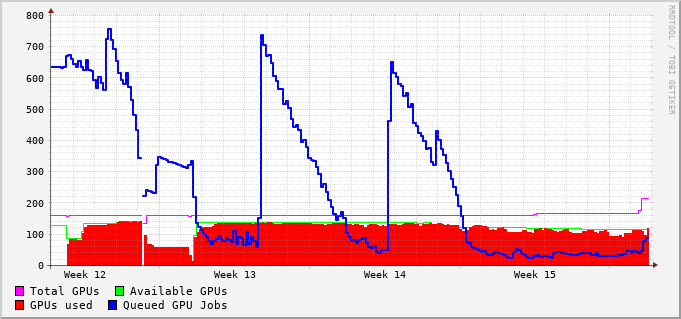 800
700
600
500
400
300
200
100
0
Week 12 Week 13 Week 14 Week 15
Total GPUs Available GPUs
GPUs used Queued GPU Jobs
RRDTOOL / TOBI OETIKER